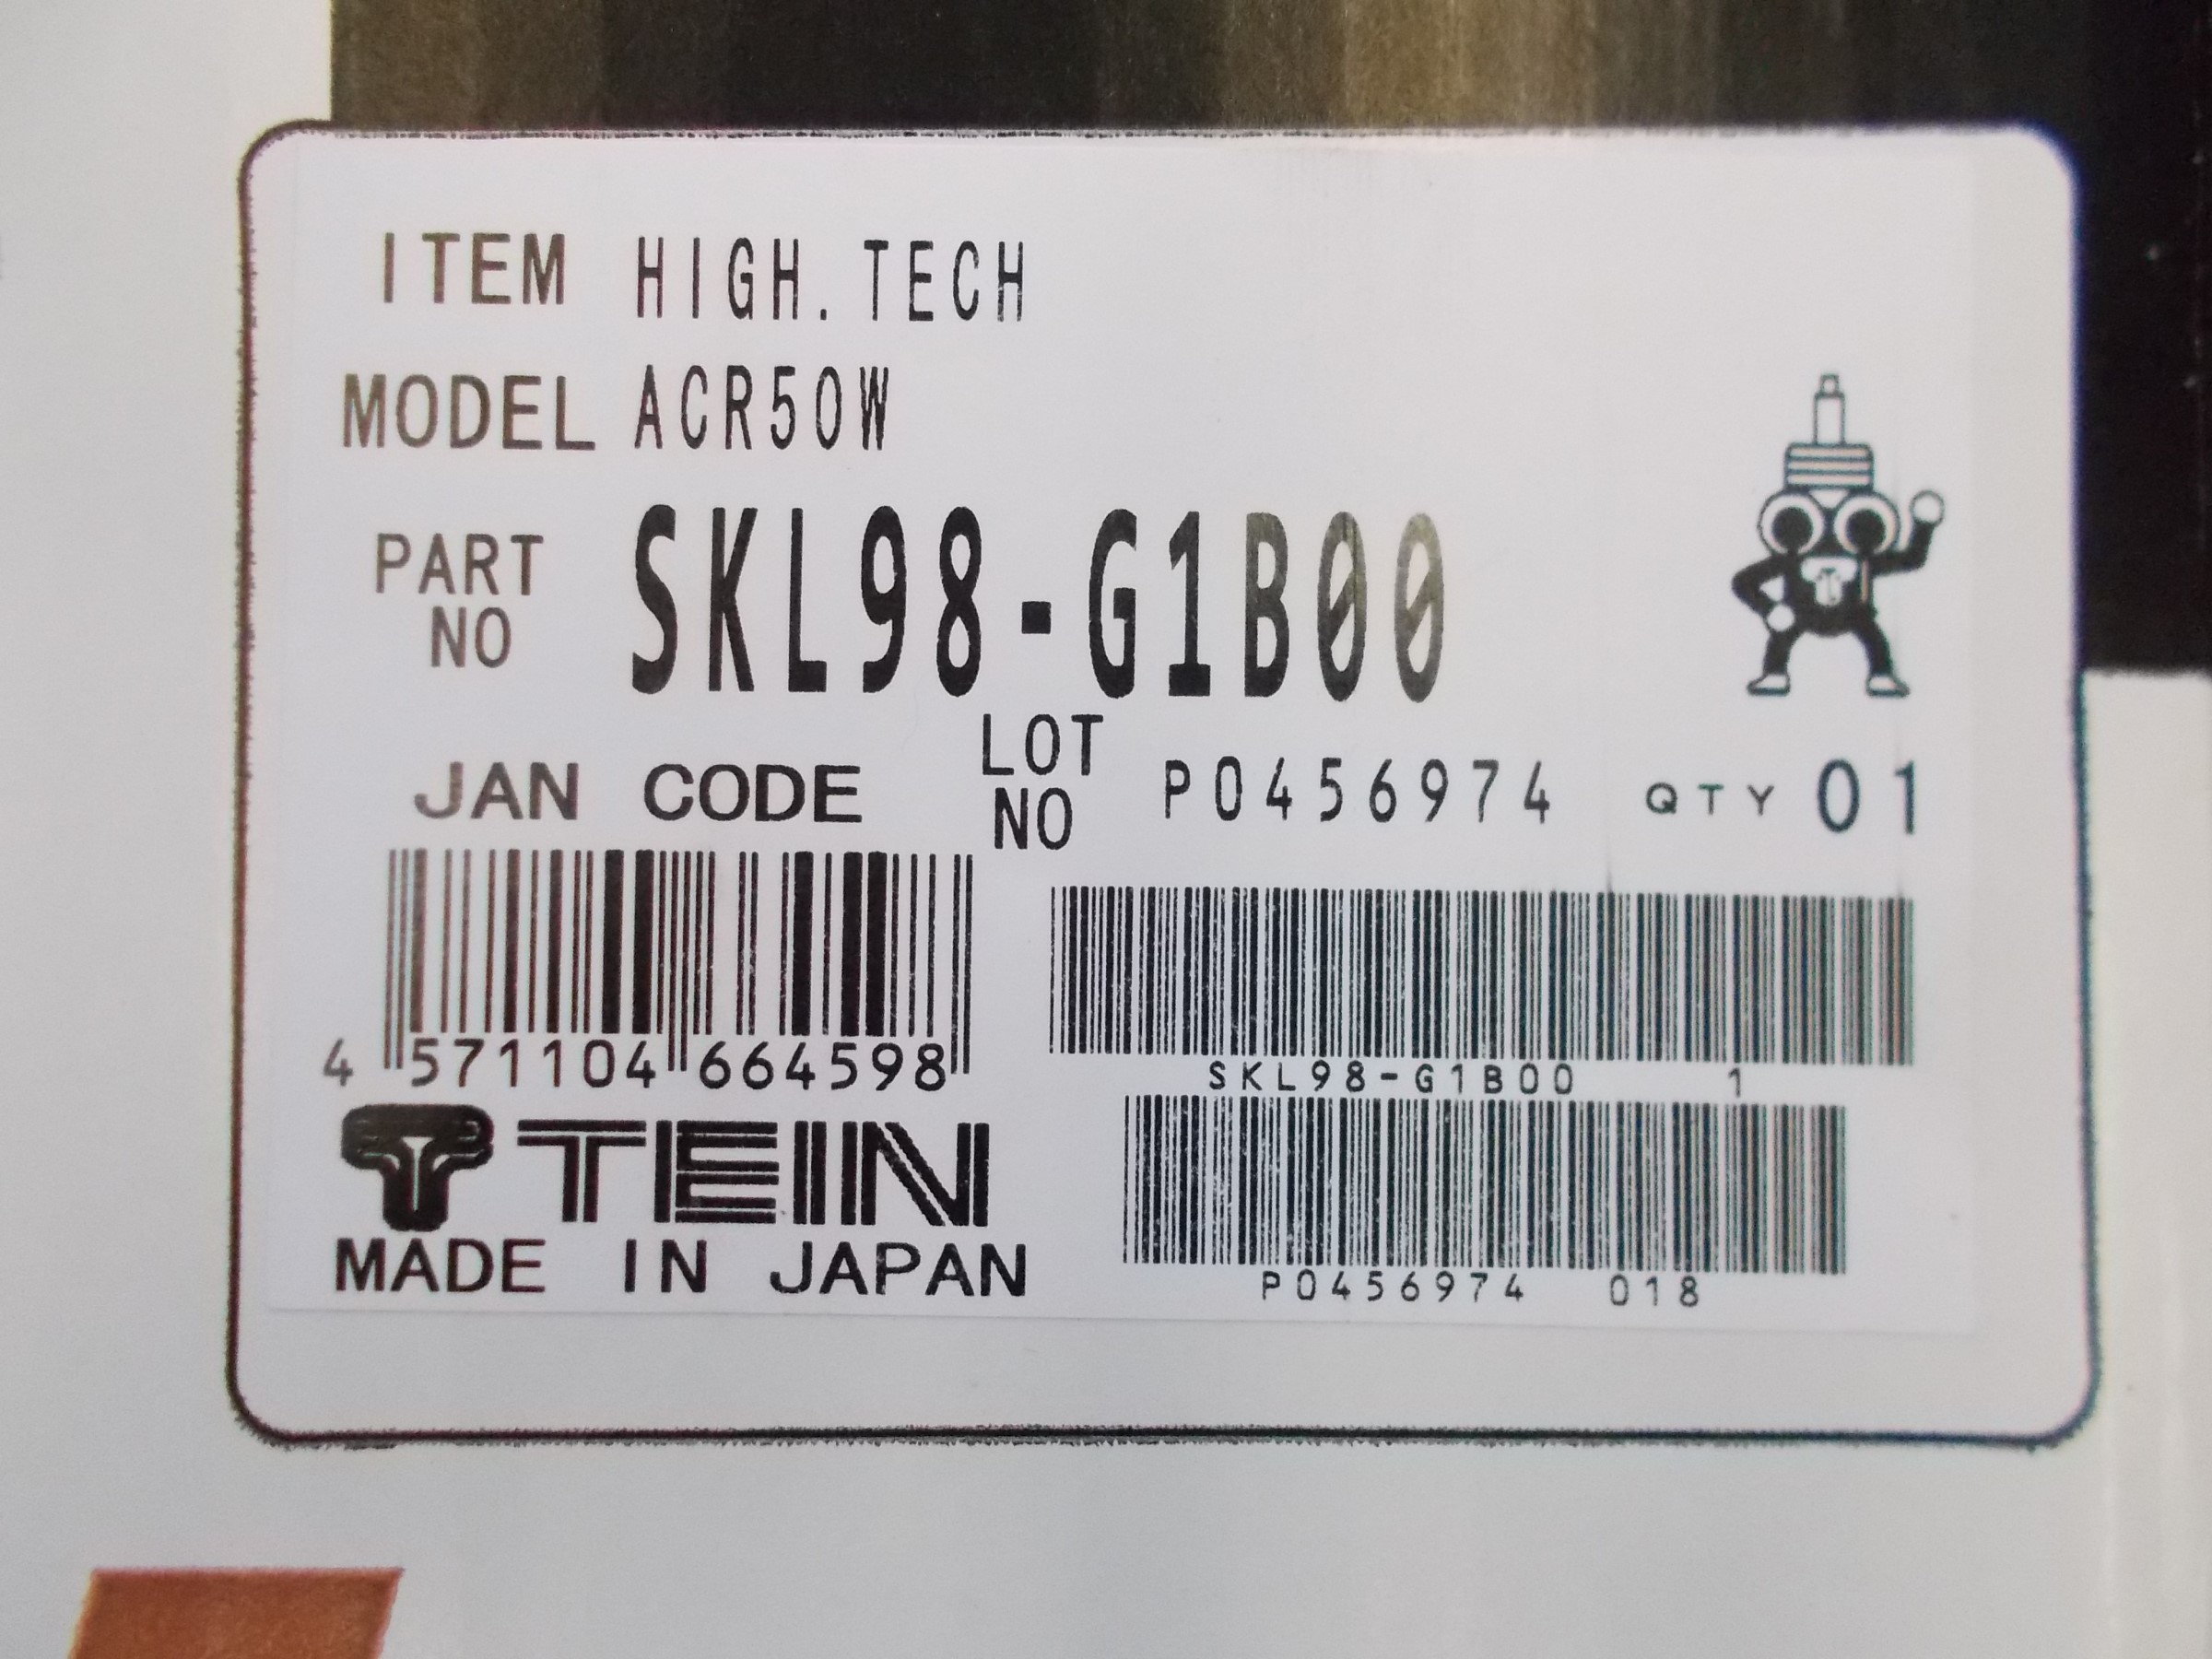 ITEM HIGH.TECH
MODEL ACR50W
PART NO SKL98-G1B00
JAN CODE LOT NO P0456974 QTY 01
4 571104 664598
SKL98-G1B00 1
TEIN
MADE IN JAPAN
P0456974 018